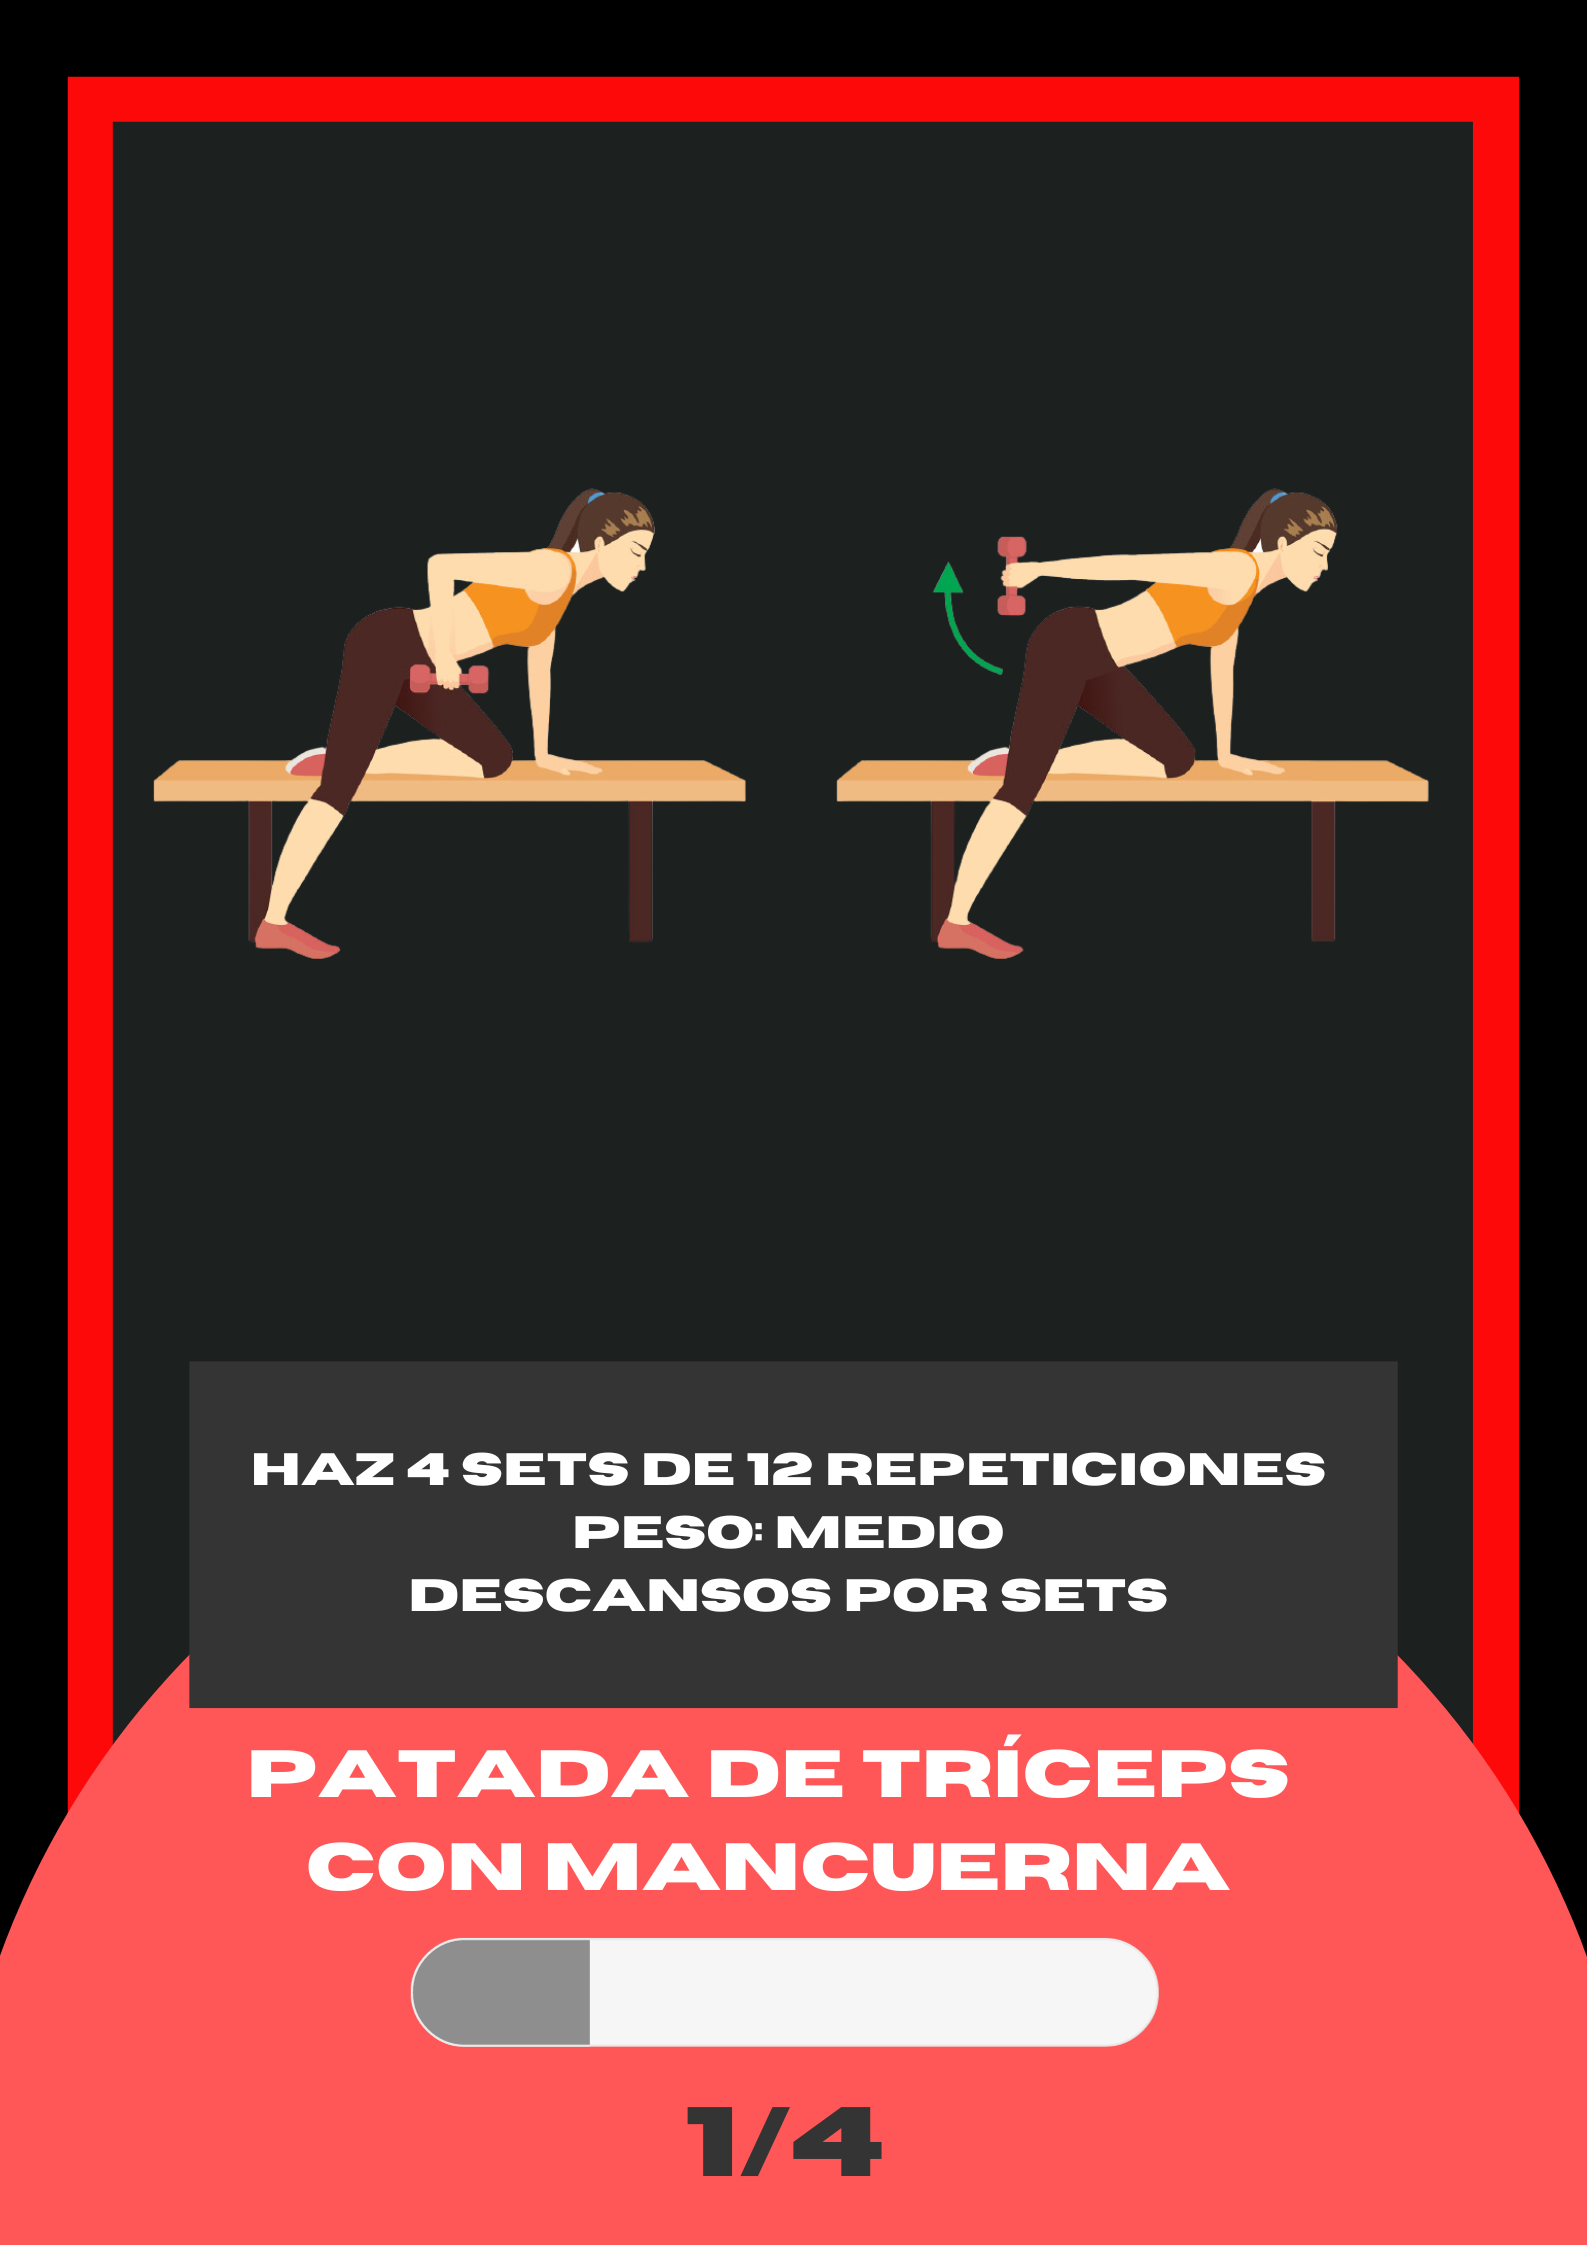 HAZ 4 SETS DE 12 REPETICIONES
PESO: MEDIO
DESCANSOS POR SETS
PATADA DE TRÍCEPS
CON MANCUERNA
1/4